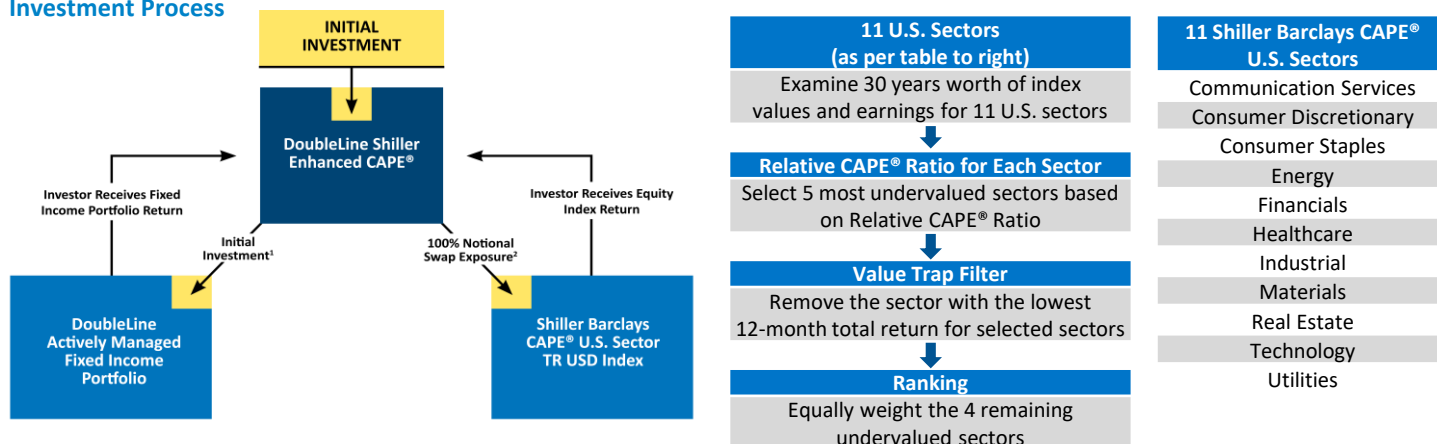 Investment Process
INITIAL
INVESTMENT
DoubleLine Shiller
Enhanced CAPE®
Investor Receives Fixed
Income Portfolio Return
Investor Receives Equity
Index Return
Initial
Investment¹
100% Notional
Swap Exposure²
DoubleLine
Actively Managed
Fixed Income
Portfolio
Shiller Barclays
CAPE® U.S. Sector
TR USD Index
11 U.S. Sectors
(as per table to right)
Examine 30 years worth of index
values and earnings for 11 U.S. sectors
Relative CAPE® Ratio for Each Sector
Select 5 most undervalued sectors based
on Relative CAPE® Ratio
Value Trap Filter
Remove the sector with the lowest
12-month total return for selected sectors
Ranking
Equally weight the 4 remaining
undervalued sectors
11 Shiller Barclays CAPE®
U.S. Sectors
Communication Services
Consumer Discretionary
Consumer Staples
Energy
Financials
Healthcare
Industrial
Materials
Real Estate
Technology
Utilities